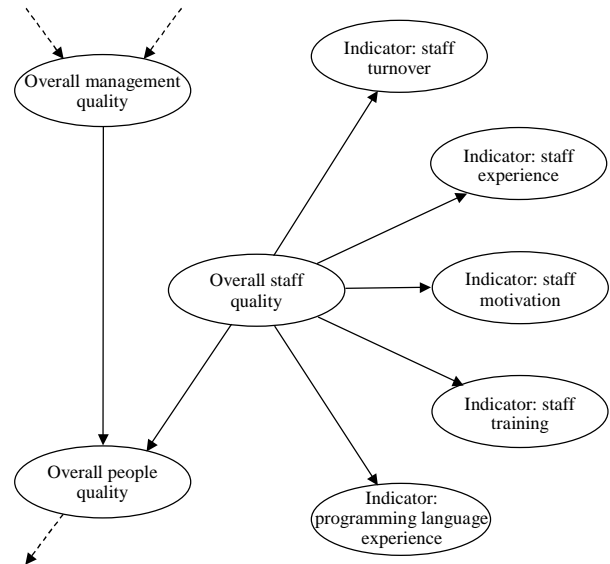 Indicator: staff
turnover
Overall management
quality
Indicator: staff
experience
Overall staff
quality
Indicator: staff
motivation
Indicator: staff
training
Overall people
quality
Indicator:
programming language
experience